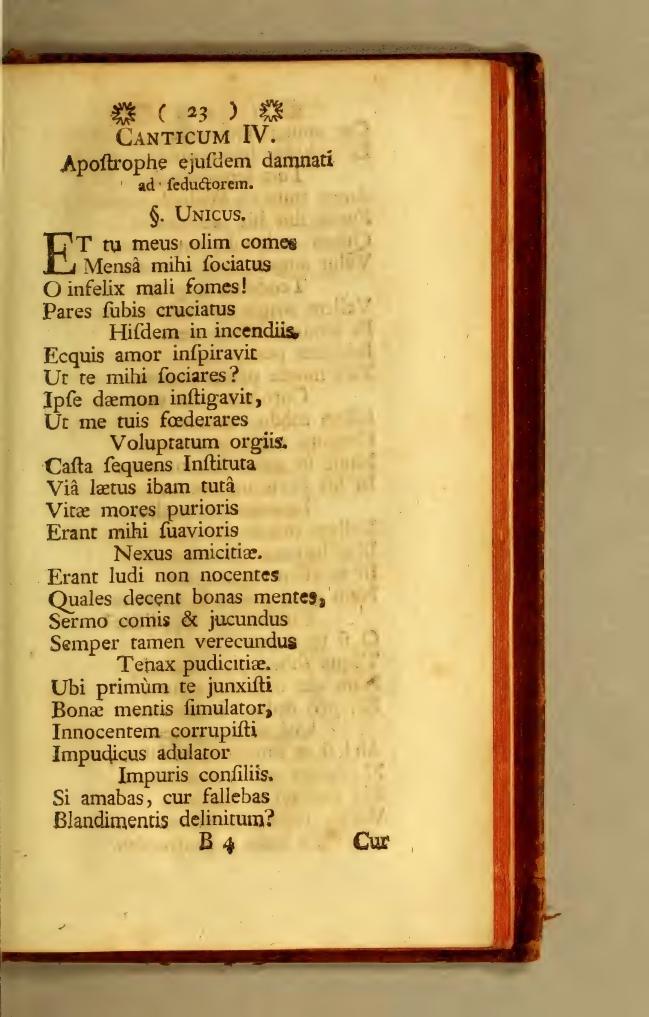 ( 23 )
CANTICUM IV.
Apoſtrophe ejuſdem damnati
ad ſeductorem.
§. UNICUS.
ET tu meus olim comes
Mensâ mihi ſociatus
O infelix mali fomes!
Pares ſubis cruciatus
Hiſdem in incendiis.
Ecquis amor inſpiravit
Ut te mihi ſociares?
Ipſe dæmon inſtigavit,
Ut me tuis fœderares
Voluptatum orgiis.
Caſta ſequens Inſtituta
Viâ lætus ibam tutâ
Vitæ mores purioris
Erant mihi ſuavioris
Nexus amicitiæ.
Erant ludi non nocentes
Quales decent bonas mentes,
Sermo comis & jucundus
Semper tamen verecundus
Tenax pudicitiæ.
Ubi primùm te junxiſti
Bonæ mentis ſimulator,
Innocentem corrupiſti
Impudicus adulator
Impuris conſiliis.
Si amabas, cur fallebas
Blandimentis delinitum?
B 4 Cur